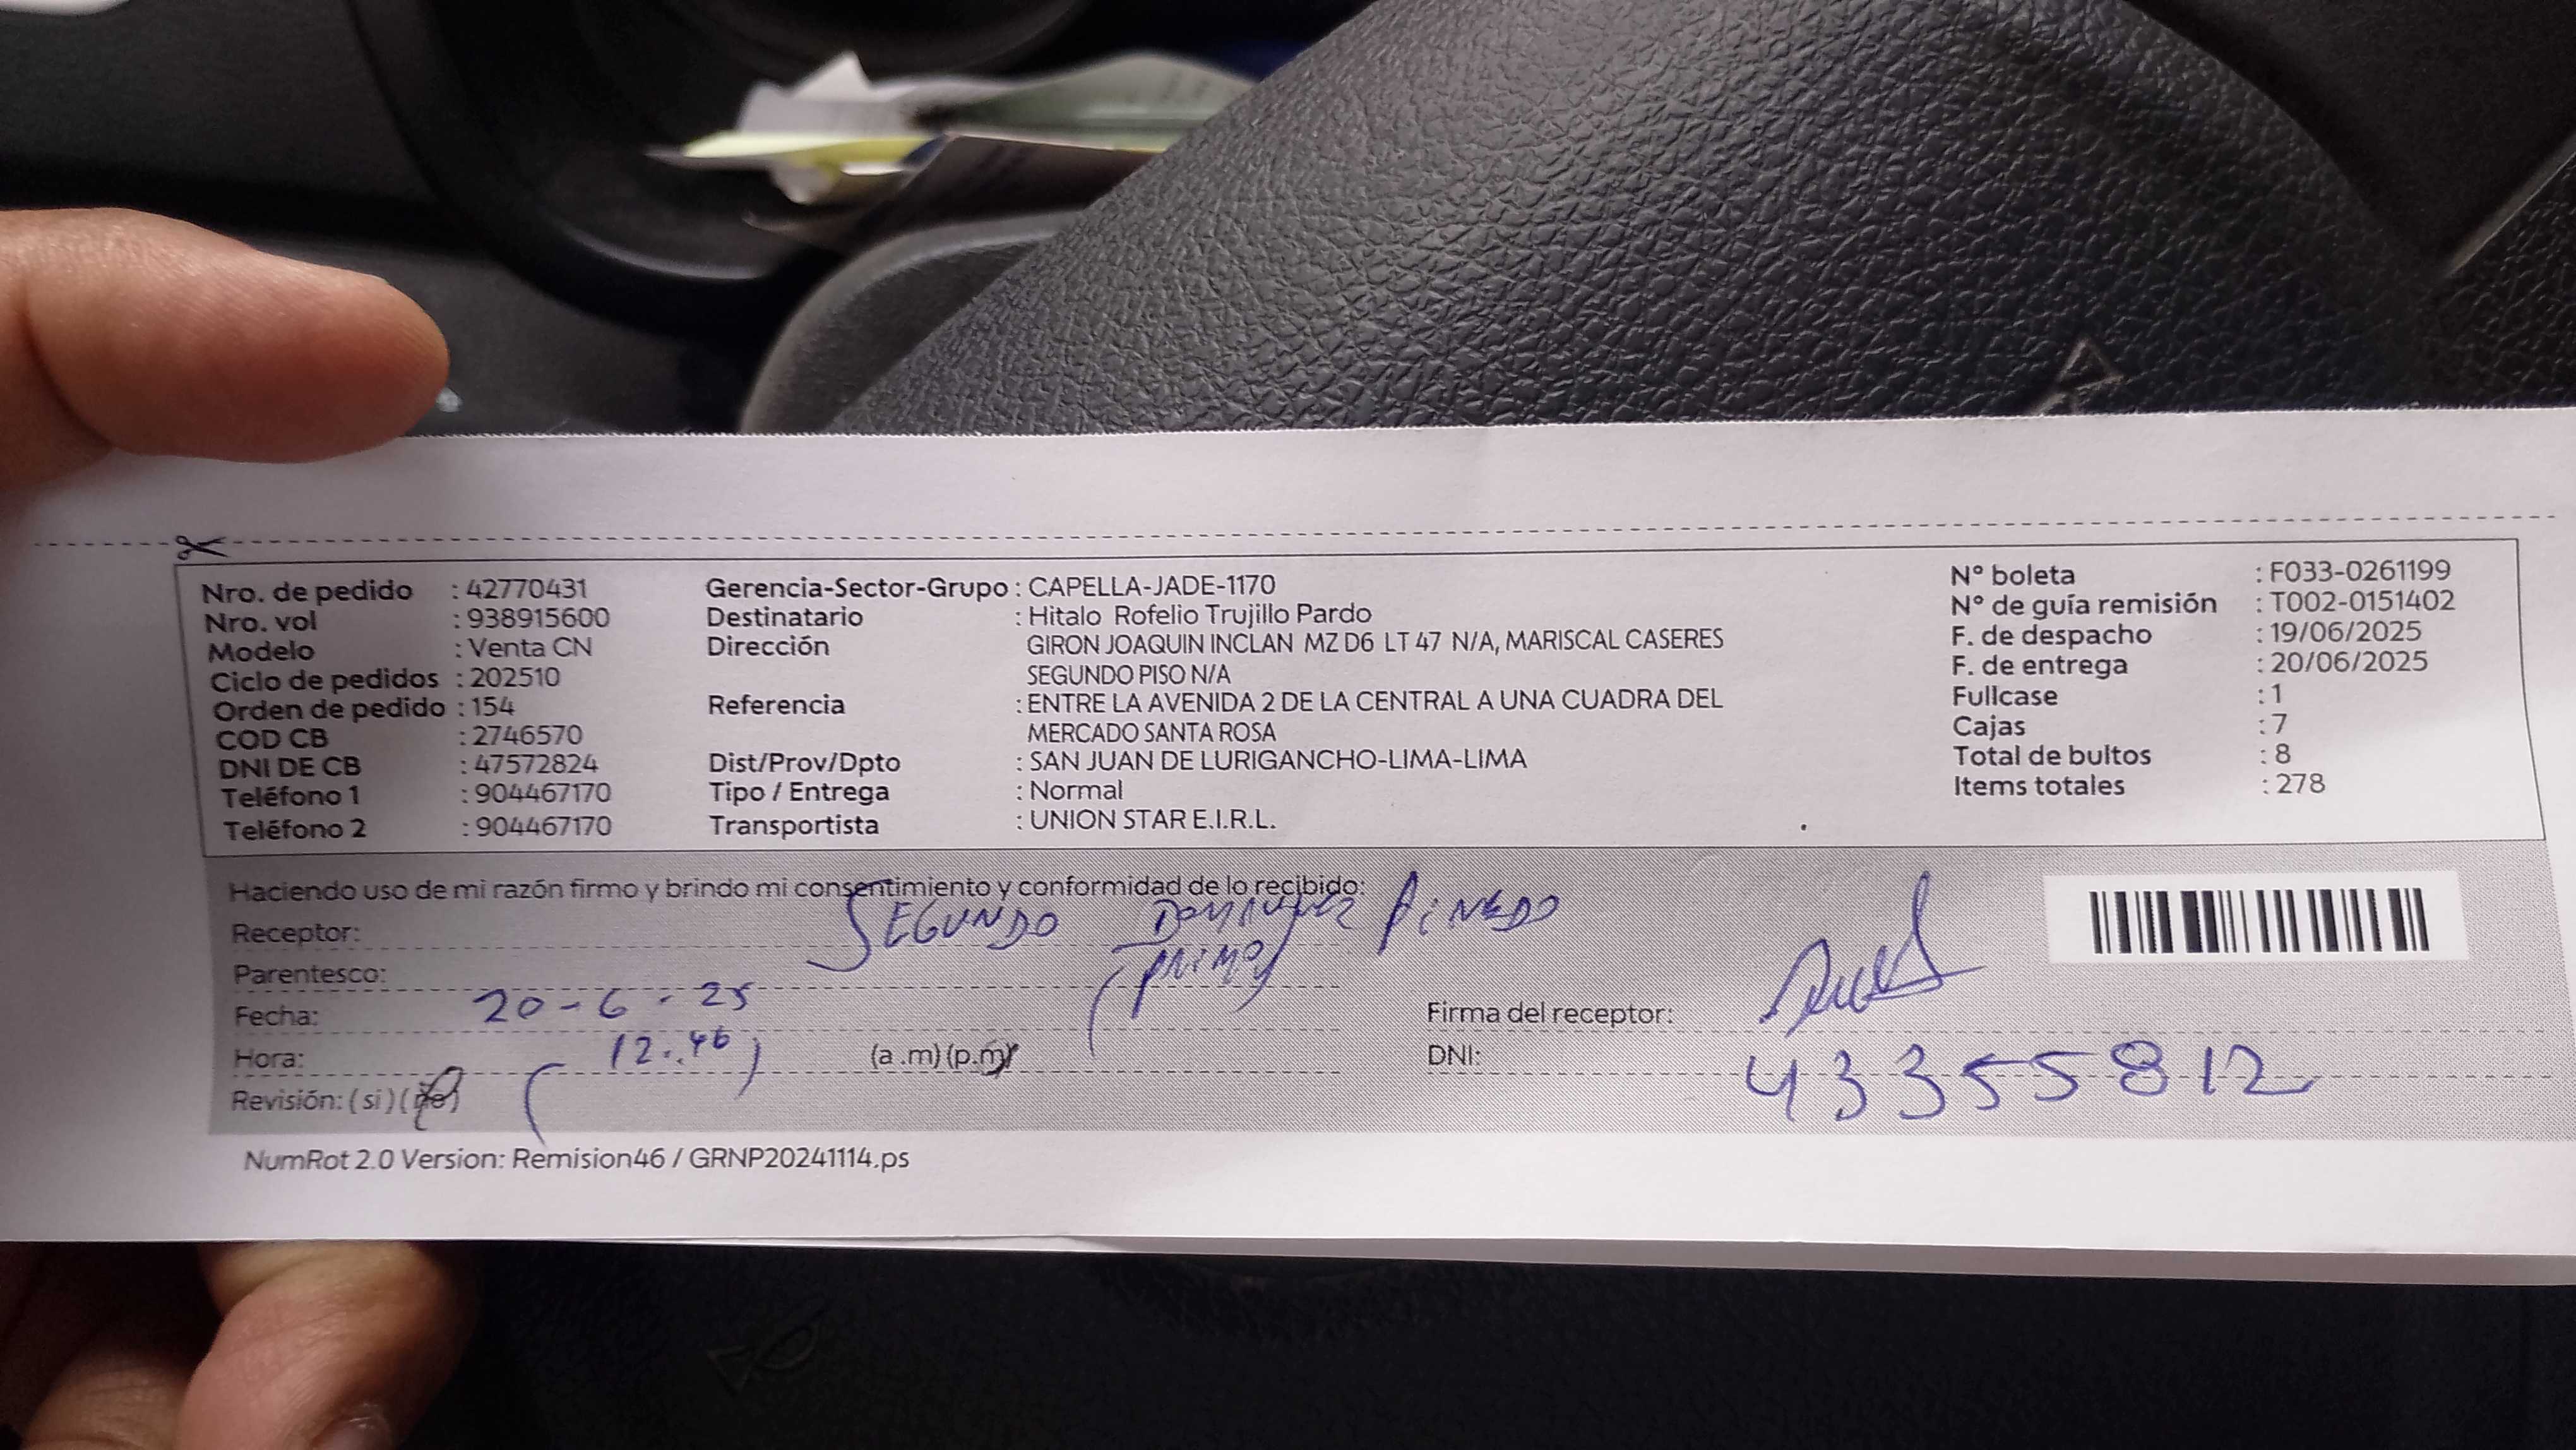 Nro. de pedido : 42770431
Nro. vol : 938915600
Modelo : Venta CN
Ciclo de pedidos : 202510
Orden de pedido : 154
COD CB : 2746570
DNI DE CB : 47572824
Teléfono 1 : 904467170
Teléfono 2 : 904467170
Gerencia-Sector-Grupo : CAPELLA-JADE-1170
Destinatario : Hitalo Rofelio Trujillo Pardo
Dirección GIRON JOAQUIN INCLAN MZ D6 LT 47 N/A, MARISCAL CASERES
SEGUNDO PISO N/A
Referencia : ENTRE LA AVENIDA 2 DE LA CENTRAL A UNA CUADRA DEL
MERCADO SANTA ROSA
Dist/Prov/Dpto : SAN JUAN DE LURIGANCHO-LIMA-LIMA
Tipo / Entrega : Normal
Transportista : UNION STAR E.I.R.L.
N° boleta : F033-0261199
N° de guía remisión : T002-0151402
F. de despacho : 19/06/2025
F. de entrega : 20/06/2025
Fullcase : 1
Cajas : 7
Total de bultos : 8
Items totales : 278
Haciendo uso de mi razón firmo y brindo mi consentimiento y conformidad de lo recibido:
Receptor: SEGUNDO PINEDO
Parentesco: (PRIMO)
Fecha: 20-6-25
Hora: (12:46) (a.m)(p.m)
Revisión: (si) (no)
Firma del receptor:
DNI: 43355812
NumRot 2.0 Version: Remision46 / GRNP20241114.ps